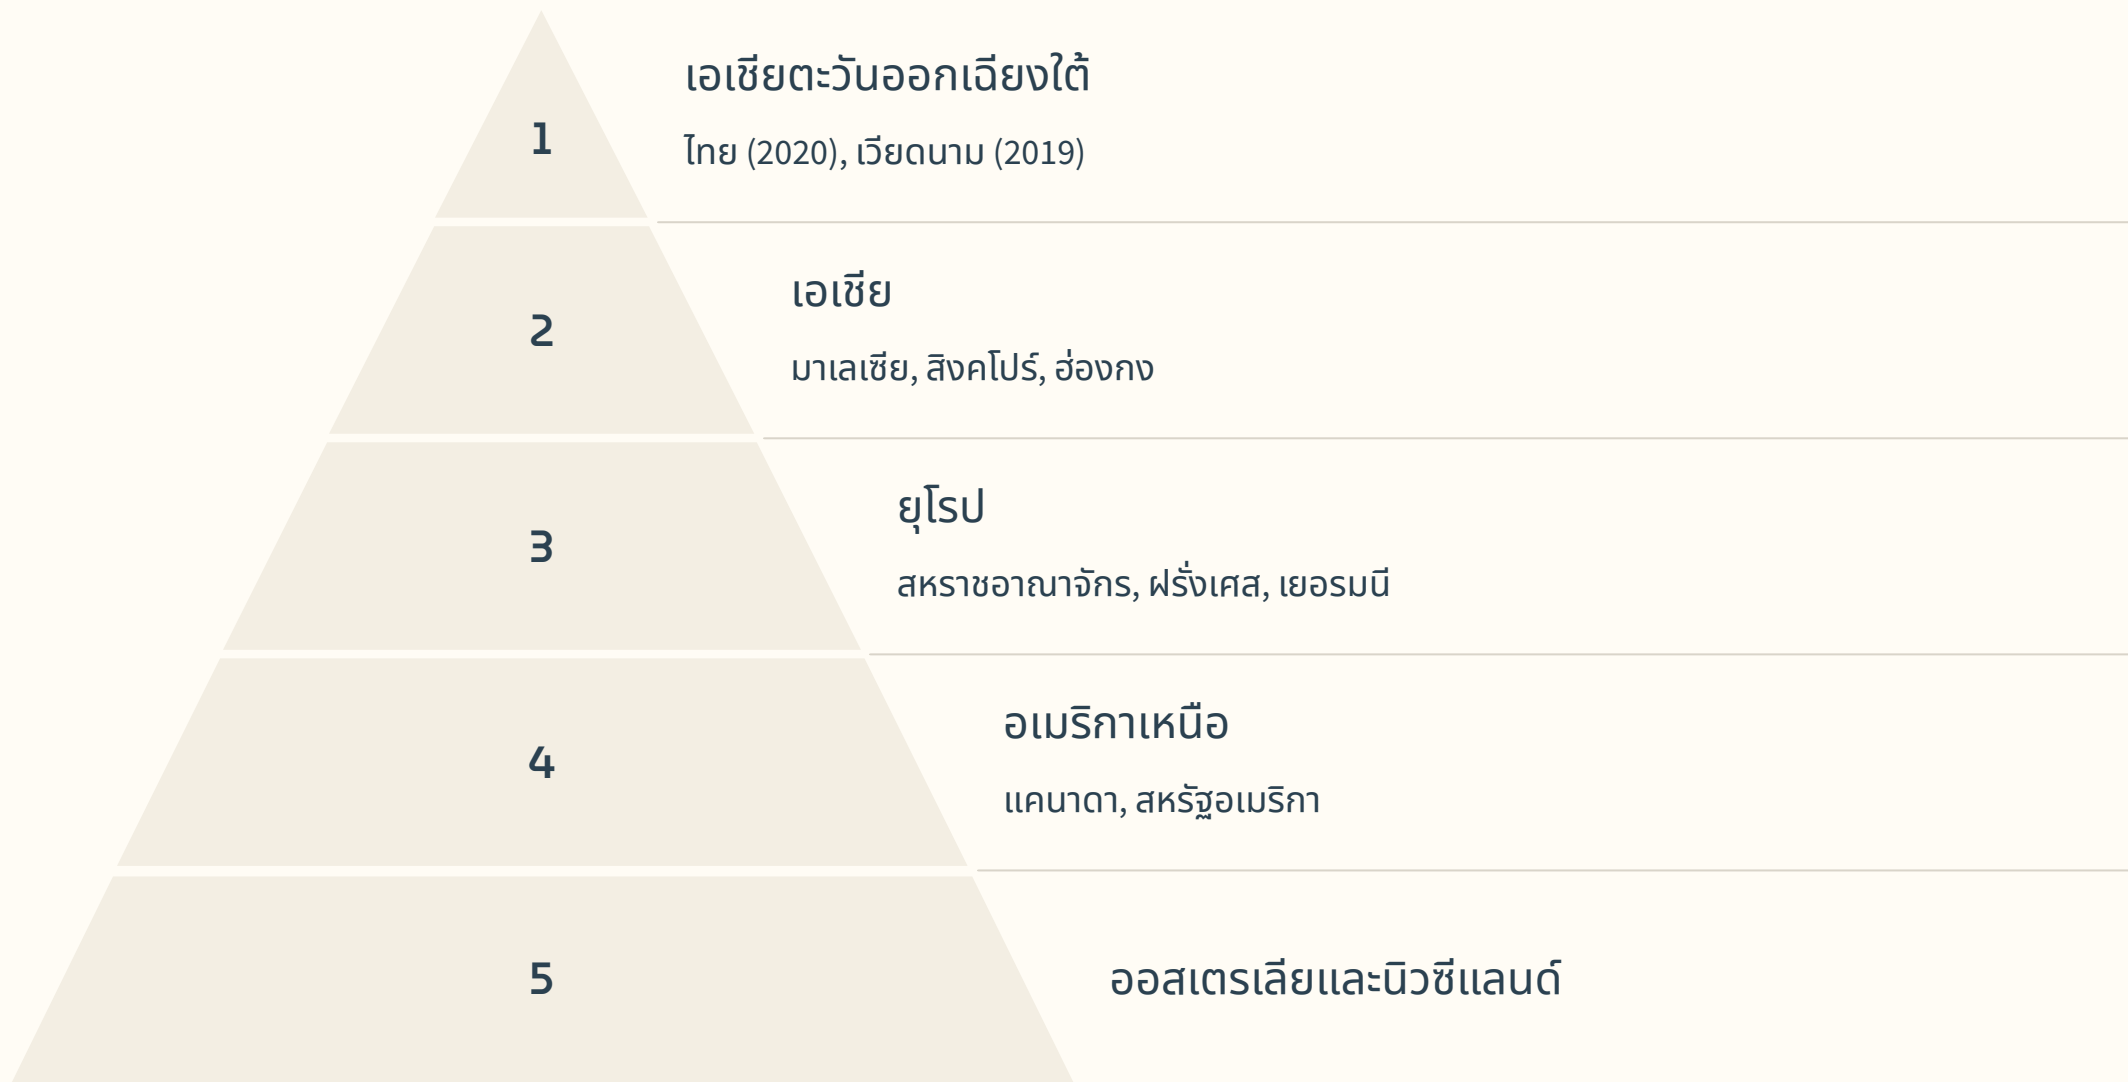 1
เอเชียตะวันออกเฉียงใต้
ไทย (2020), เวียดนาม (2019)
2
เอเชีย
มาเลเซีย, สิงคโปร์, ฮ่องกง
3
ยุโรป
สหราชอาณาจักร, ฝรั่งเศส, เยอรมนี
4
อเมริกาเหนือ
แคนาดา, สหรัฐอเมริกา
5
ออสเตรเลียและนิวซีแลนด์